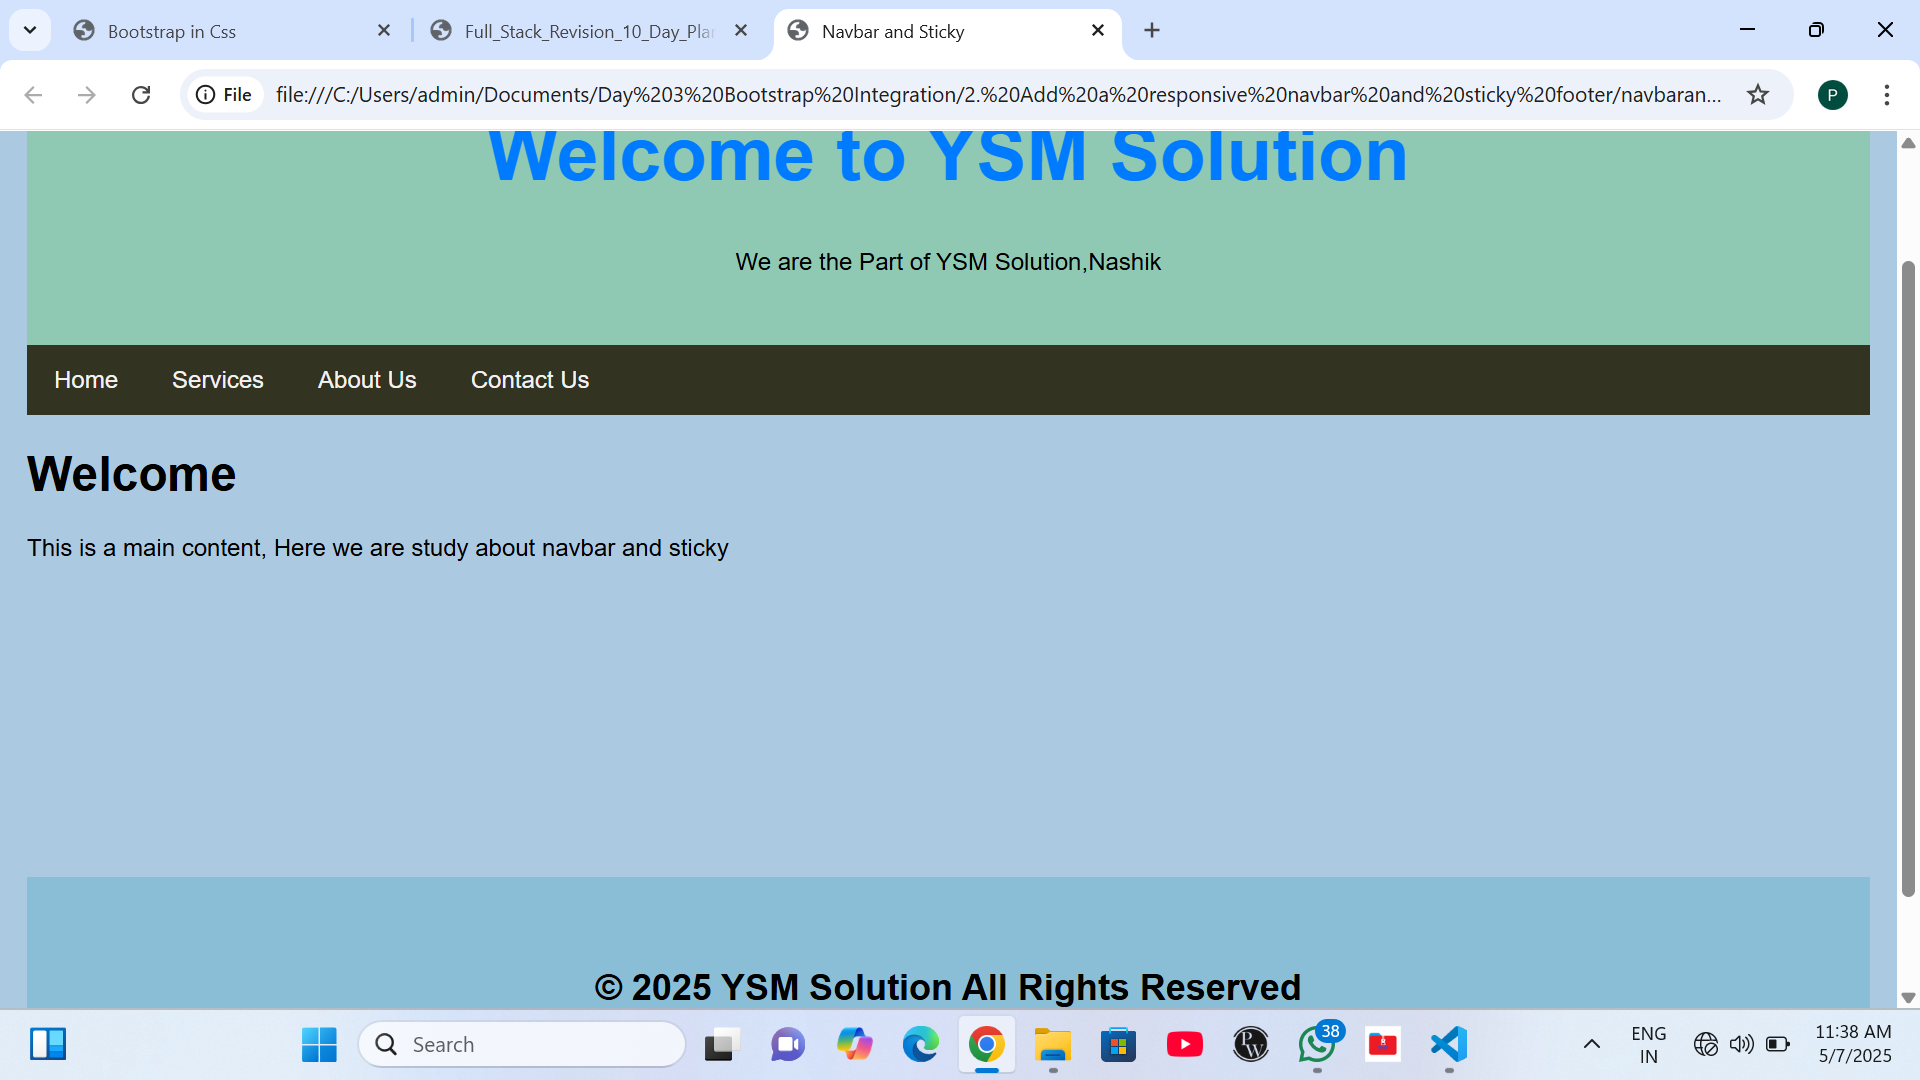 Bootstrap in Css
Full_Stack_Revision_10_Day_Pla
Navbar and Sticky
File
file:///C:/Users/admin/Documents/Day%203%20Bootstrap%20Integration/2.%20Add%20a%20responsive%20navbar%20and%20sticky%20footer/navbaran...
P
Welcome to YSM Solution
We are the Part of YSM Solution,Nashik
Home Services About Us Contact Us
Welcome
This is a main content, Here we are study about navbar and sticky
© 2025 YSM Solution All Rights Reserved
Search
PW
38
ENG
IN
11:38 AM
5/7/2025